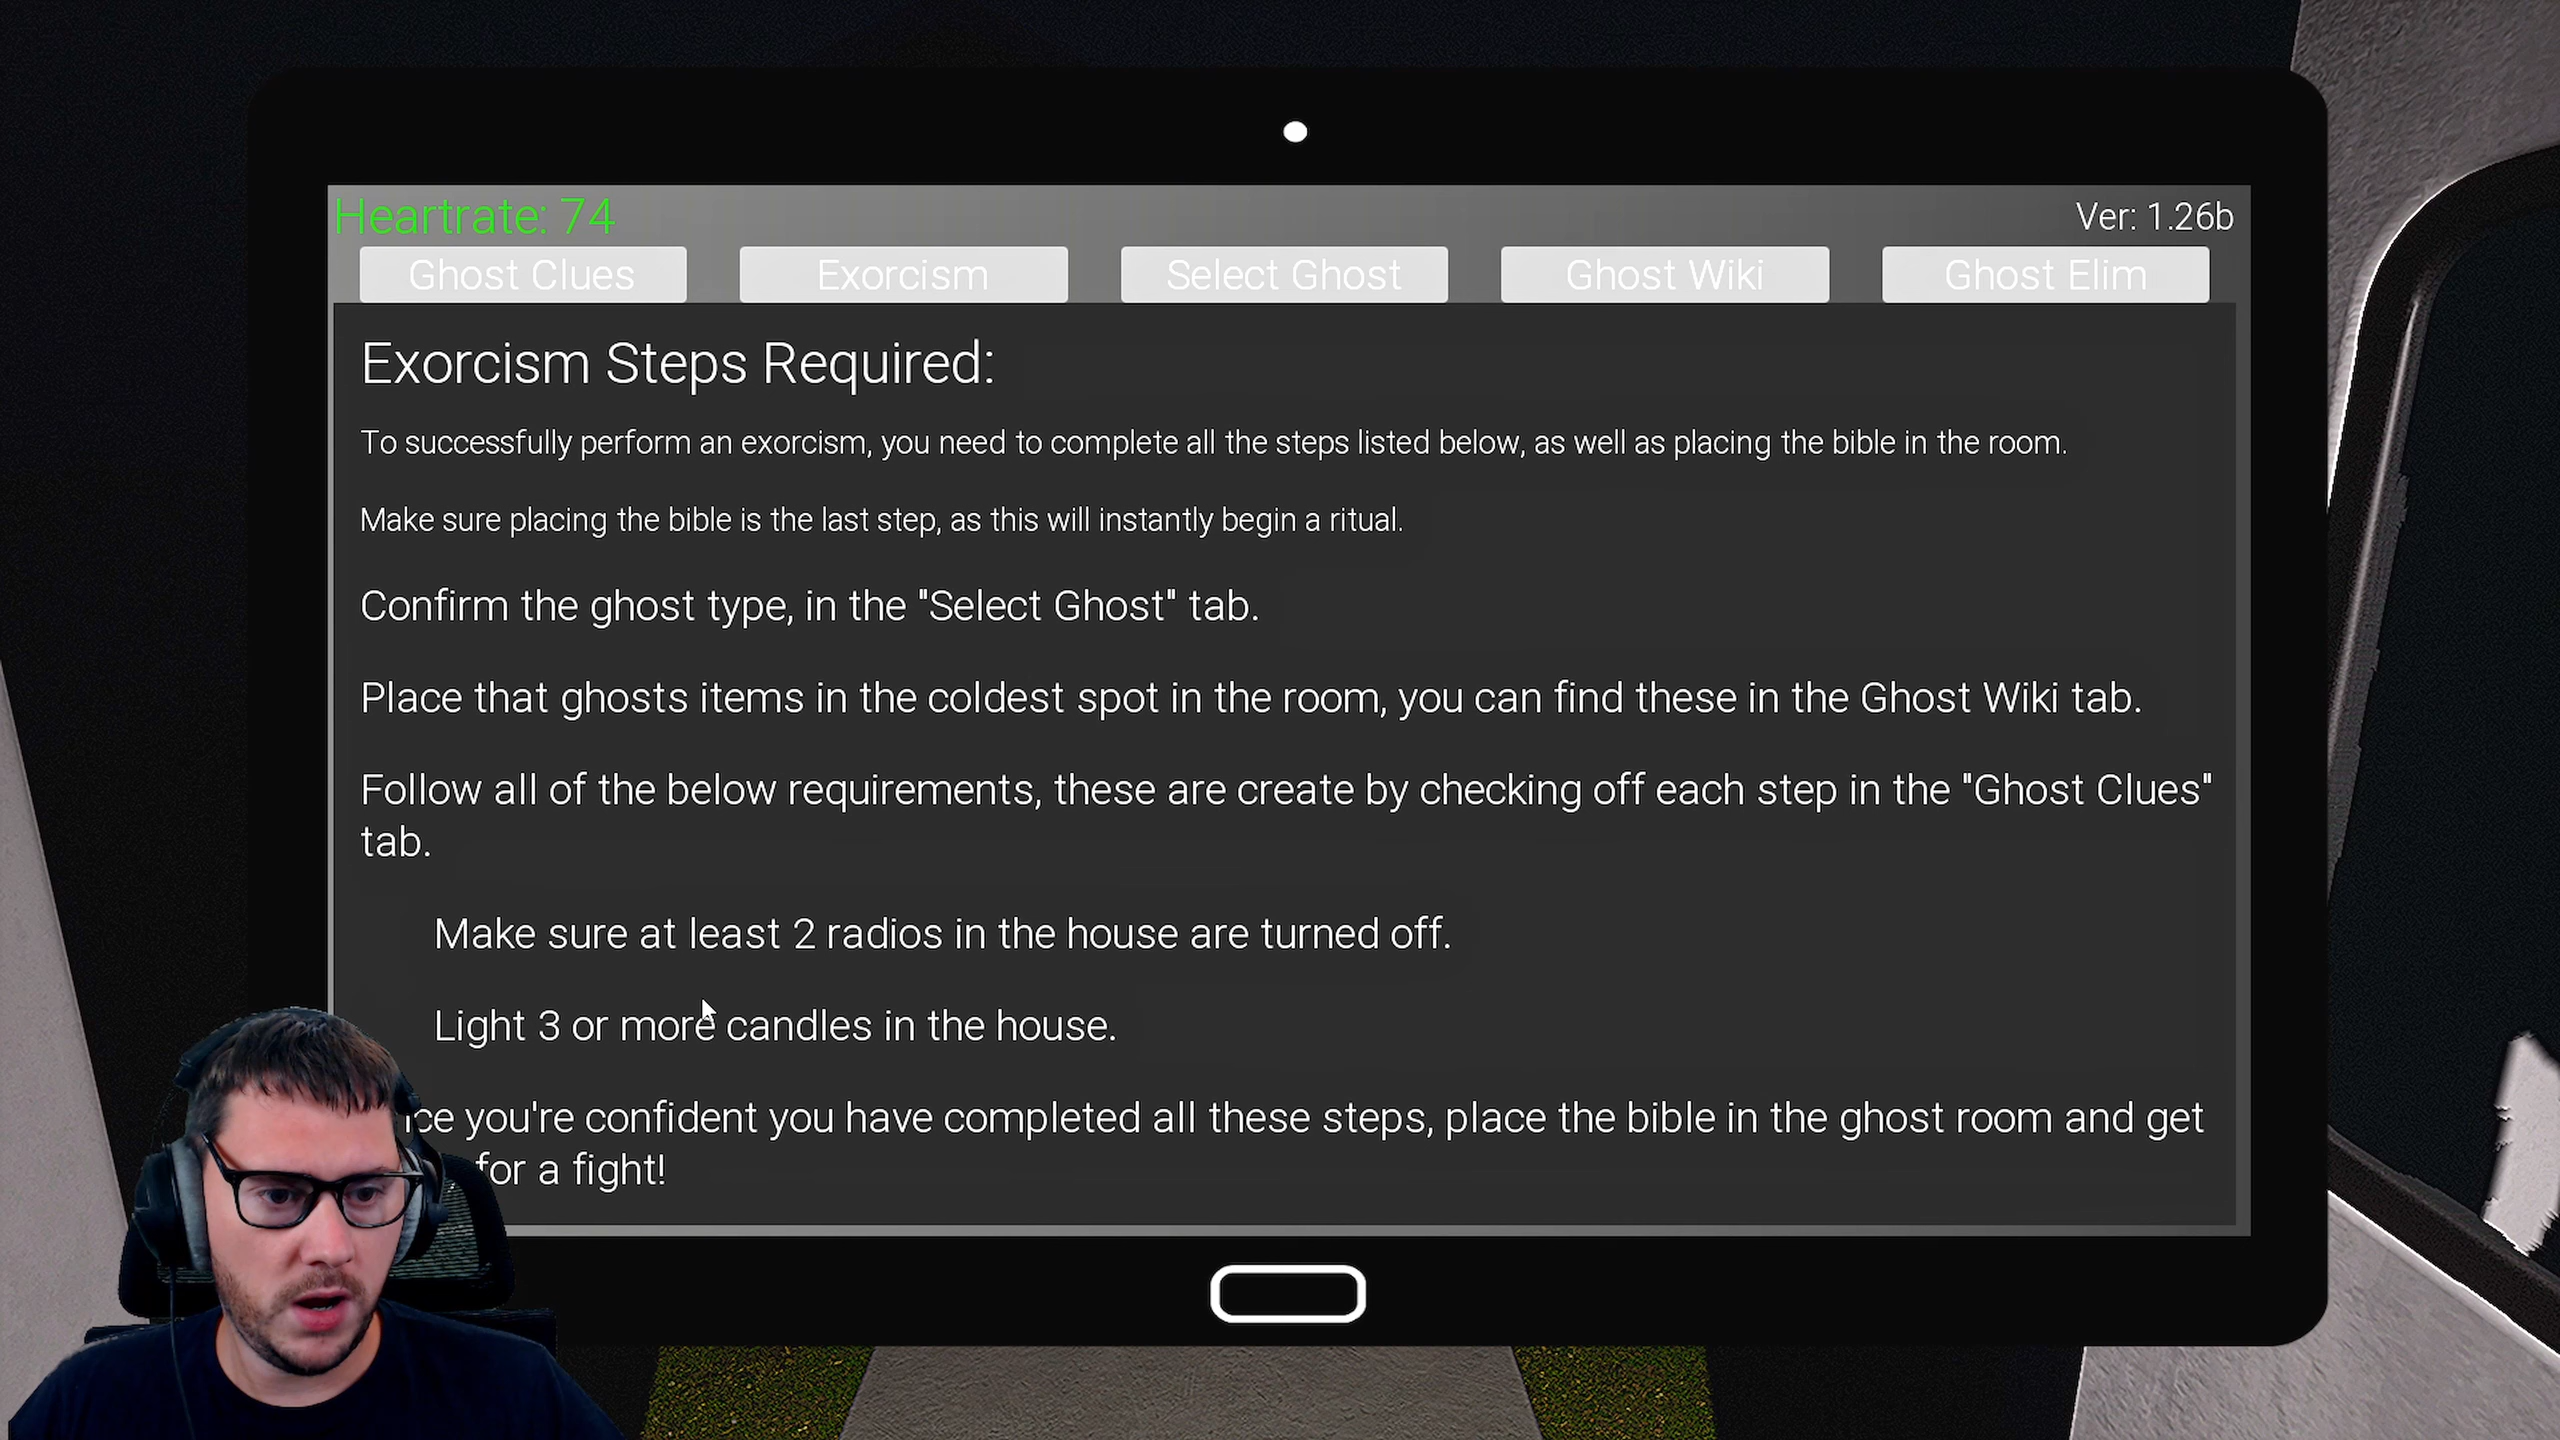 Heartrate: 74
Ver: 1.26b
Ghost Clues
Exorcism
Select Ghost
Ghost Wiki
Ghost Elim
Exorcism Steps Required:
To successfully perform an exorcism, you need to complete all the steps listed below, as well as placing the bible in the room.
Make sure placing the bible is the last step, as this will instantly begin a ritual.
Confirm the ghost type, in the "Select Ghost" tab.
Place that ghosts items in the coldest spot in the room, you can find these in the Ghost Wiki tab.
Follow all of the below requirements, these are create by checking off each step in the "Ghost Clues"
tab.
Make sure at least 2 radios in the house are turned off.
Light 3 or more candles in the house.
you're confident you have completed all these steps, place the bible in the ghost room and get
for a fight!